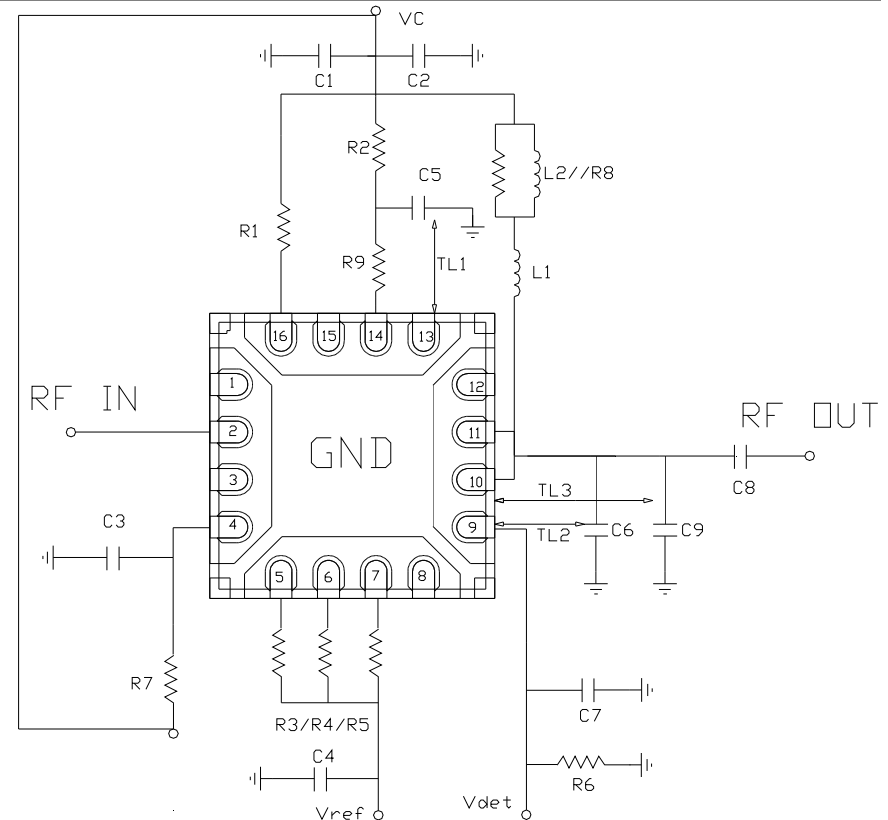 VC
C1
C2
R2
L2//R8
C5
R1
R9
TL1
L1
16
15
14
13
1
12
RF IN
RF OUT
2
11
GND
3
10
C8
TL3
C3
4
9
TL2
C6
C9
5
6
7
8
R7
C7
R3/R4/R5
C4
R6
Vref
Vdet